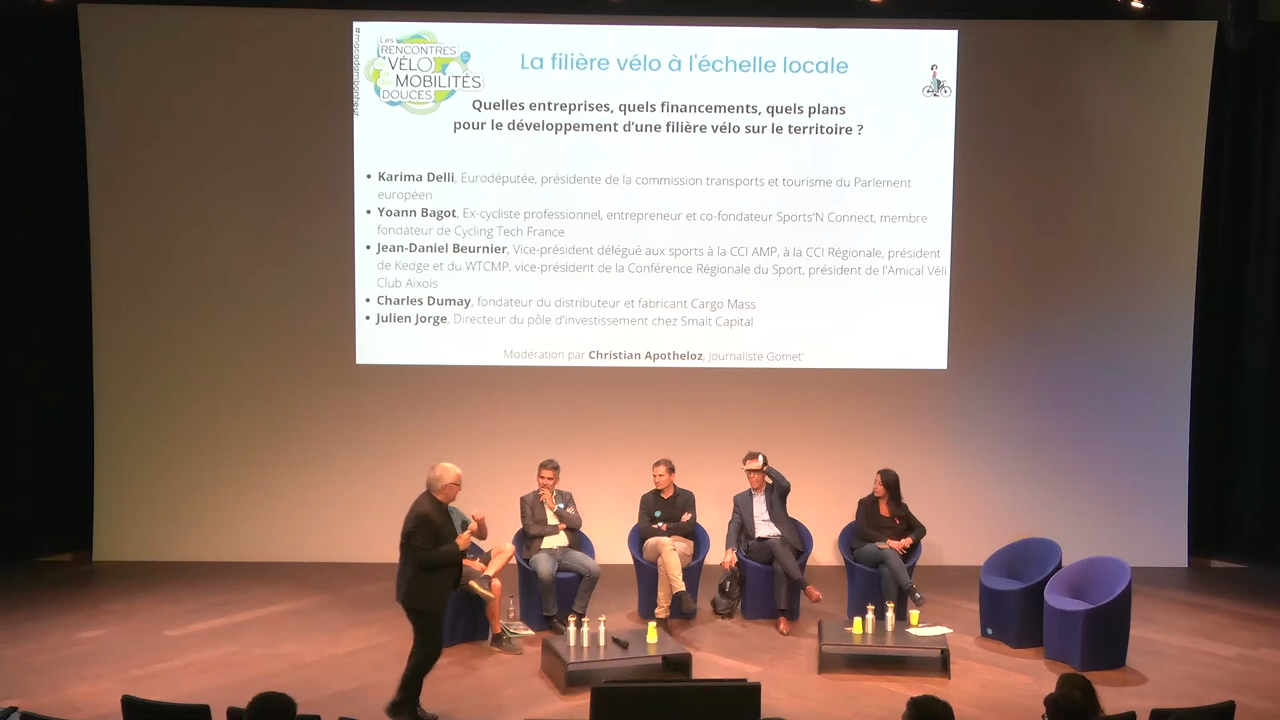 #macadambonheur
Les
RENCONTRES
VÉLO
MOBILITÉS
DOUCES
La filière vélo à l'échelle locale
Quelles entreprises, quels financements, quels plans
pour le développement d'une filière vélo sur le territoire ?
• Karima Delli, Eurodéputée, présidente de la commission transports et tourisme du Parlement
européen
• Yoann Bagot, Ex-cycliste professionnel, entrepreneur et co-fondateur Sports'N Connect, membre
fondateur de Cycling Tech France
• Jean-Daniel Beurnier, Vice-président délégué aux sports à la CCI AMP, à la CCI Régionale, président
de Kedge et du WTCMP, vice-président de la Conférence Régionale du Sport, président de l'Amical Véli
Club Aixois
• Charles Dumay, fondateur du distributeur et fabricant Cargo Mass
• Julien Jorge, Directeur du pôle d'investissement chez Smalt Capital
Modération par Christian Apotheloz, Journaliste Gomet'